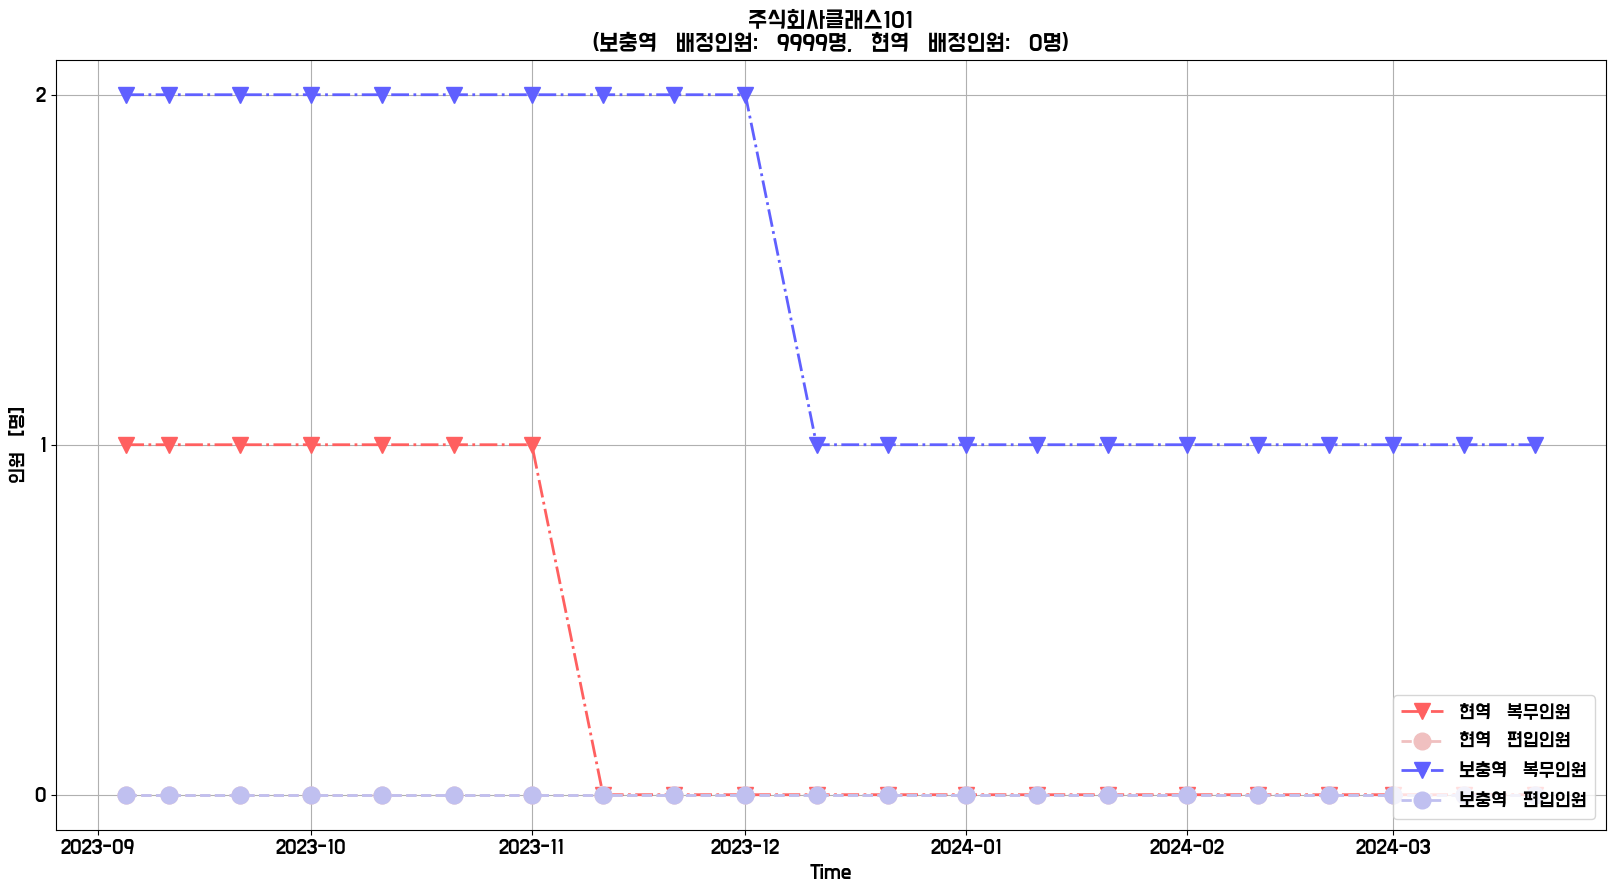 주식회사클래스101
(보충역 배정인원: 9999명, 현역 배정인원: 0명)
인원 [명]
2
1
0
현역 복무인원
현역 편입인원
보충역 복무인원
보충역 편입인원
2023-09 2023-10 2023-11 2023-12 2024-01 2024-02 2024-03
Time